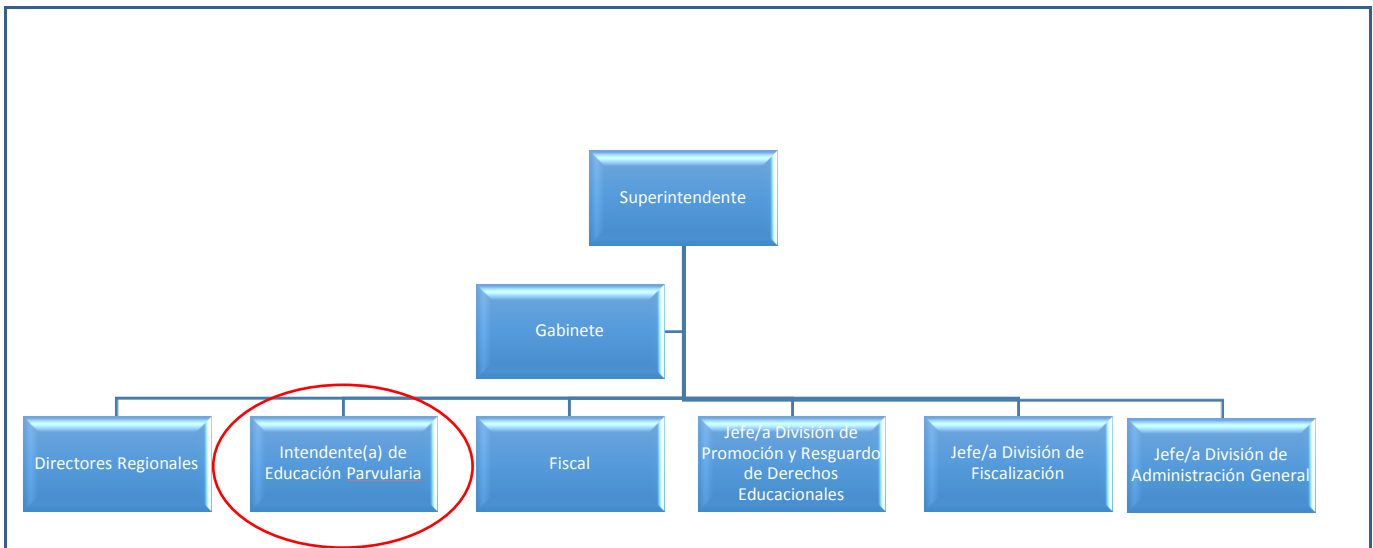 Superintendente
Gabinete
Directores Regionales
Intendente(a) de
Educación Parvularia
Fiscal
Jefe/a División de
Promoción y Resguardo
de Derechos
Educacionales
Jefe/a División de
Fiscalización
Jefe/a División de
Administración General